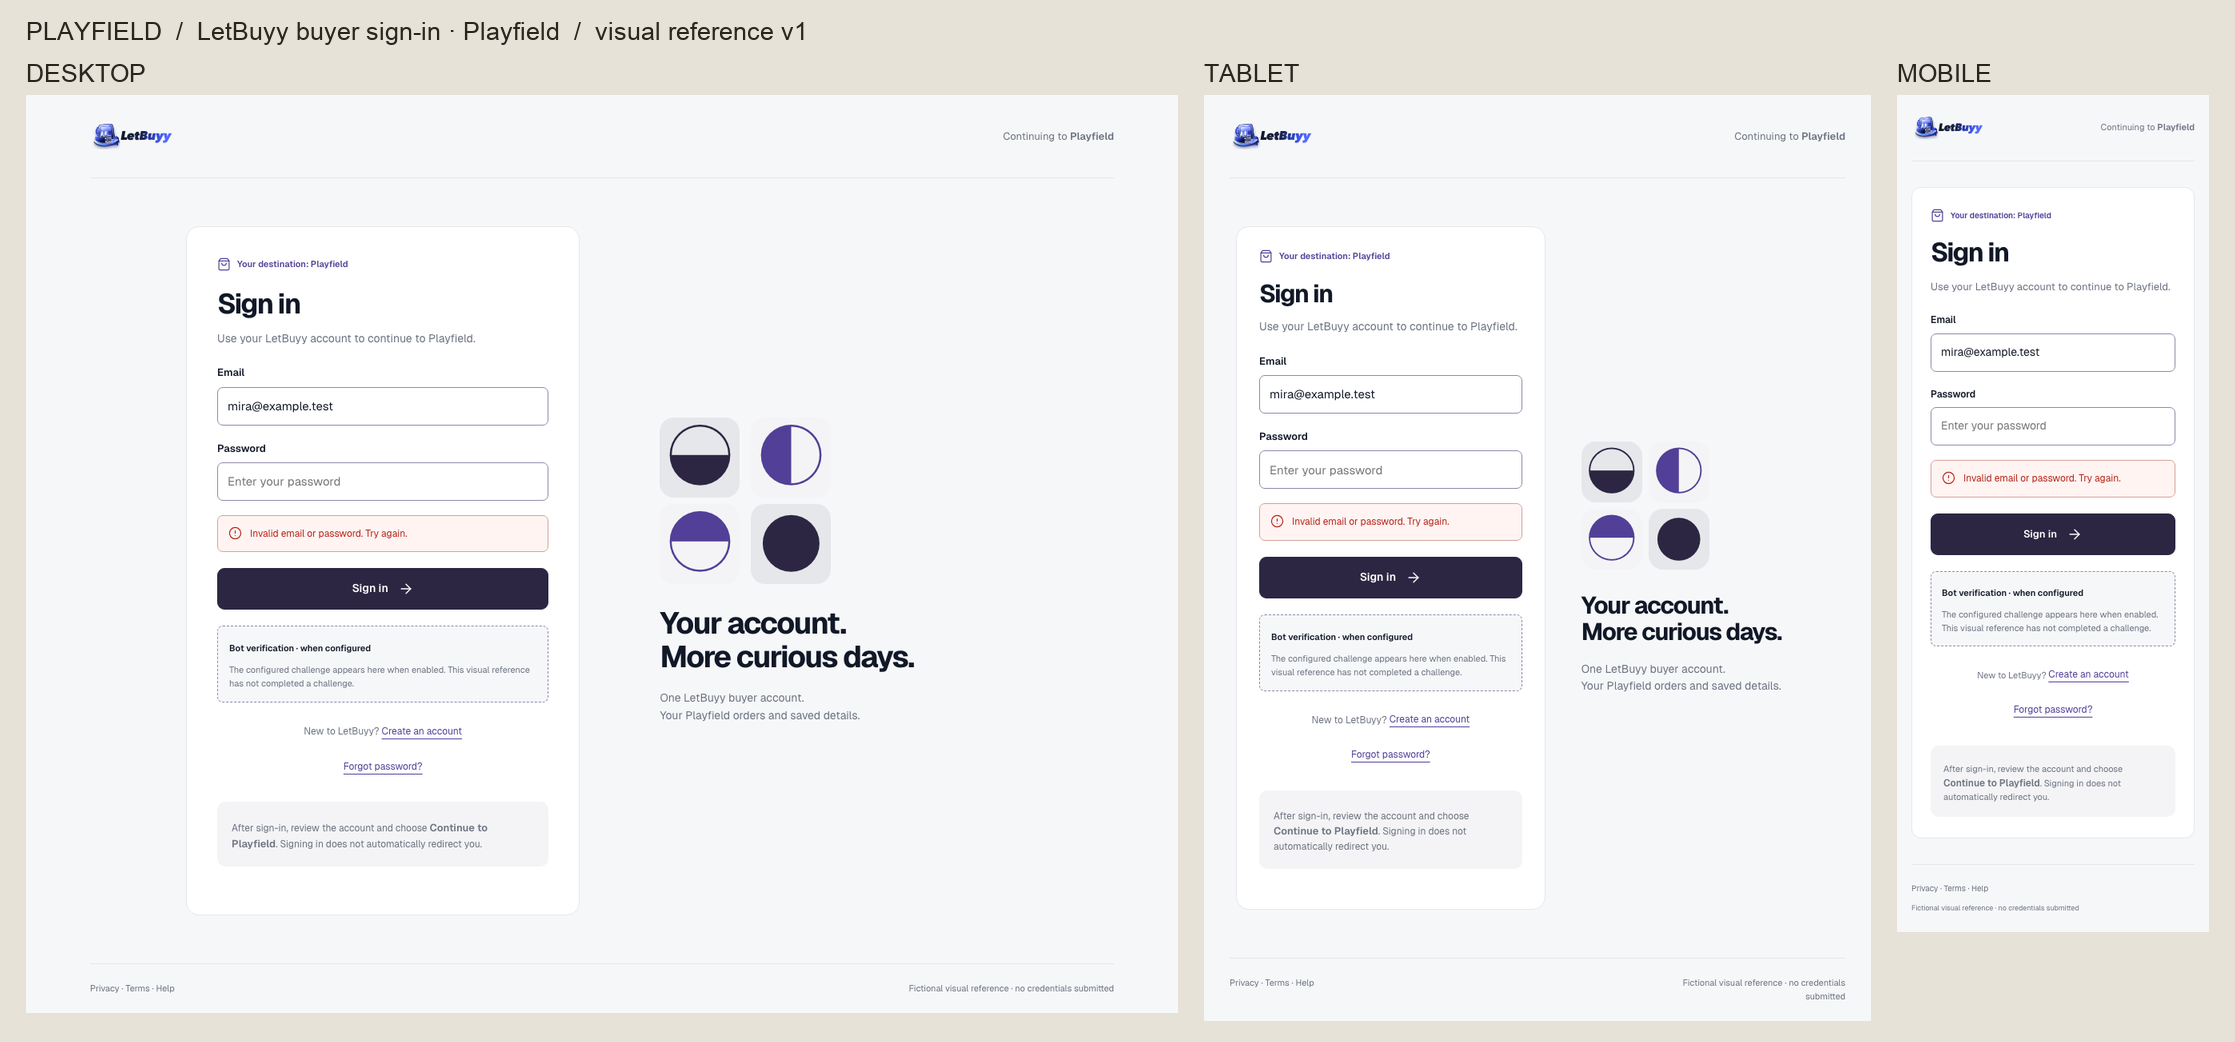 PLAYFIELD / LetBuyy buyer sign-in · Playfield / visual reference v1
DESKTOP
LetBuyy
Continuing to Playfield
Your destination: Playfield
Sign in
Use your LetBuyy account to continue to Playfield.
Email
mira@example.test
Password
Enter your password
Invalid email or password. Try again.
Sign in
Bot verification · when configured
The configured challenge appears here when enabled. This visual reference
has not completed a challenge.
New to LetBuyy? Create an account
Forgot password?
After sign-in, review the account and choose Continue to
Playfield. Signing in does not automatically redirect you.
Your account.
More curious days.
One LetBuyy buyer account.
Your Playfield orders and saved details.
Privacy · Terms · Help
Fictional visual reference · no credentials submitted
TABLET
LetBuyy
Continuing to Playfield
Your destination: Playfield
Sign in
Use your LetBuyy account to continue to Playfield.
Email
mira@example.test
Password
Enter your password
Invalid email or password. Try again.
Sign in
Bot verification · when configured
The configured challenge appears here when enabled. This
visual reference has not completed a challenge.
New to LetBuyy? Create an account
Forgot password?
After sign-in, review the account and choose
Continue to Playfield. Signing in does not
automatically redirect you.
Your account.
More curious days.
One LetBuyy buyer account.
Your Playfield orders and saved details.
Privacy · Terms · Help
Fictional visual reference · no credentials
submitted
MOBILE
LetBuyy
Continuing to Playfield
Your destination: Playfield
Sign in
Use your LetBuyy account to continue to Playfield.
Email
mira@example.test
Password
Enter your password
Invalid email or password. Try again.
Sign in
Bot verification · when configured
The configured challenge appears here when enabled.
This visual reference has not completed a challenge.
New to LetBuyy? Create an account
Forgot password?
After sign-in, review the account and choose
Continue to Playfield. Signing in does not
automatically redirect you.
Privacy · Terms · Help
Fictional visual reference · no credentials submitted